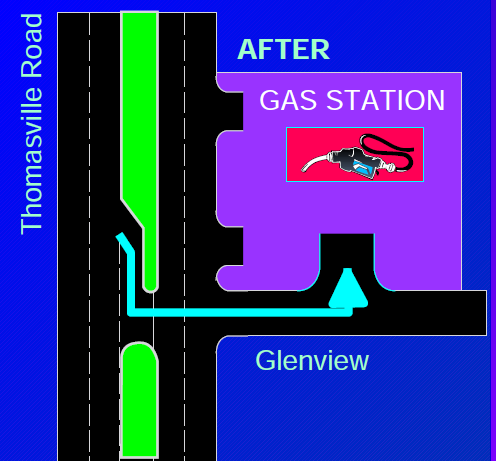 Thomasville Road
AFTER
GAS STATION
Glenview